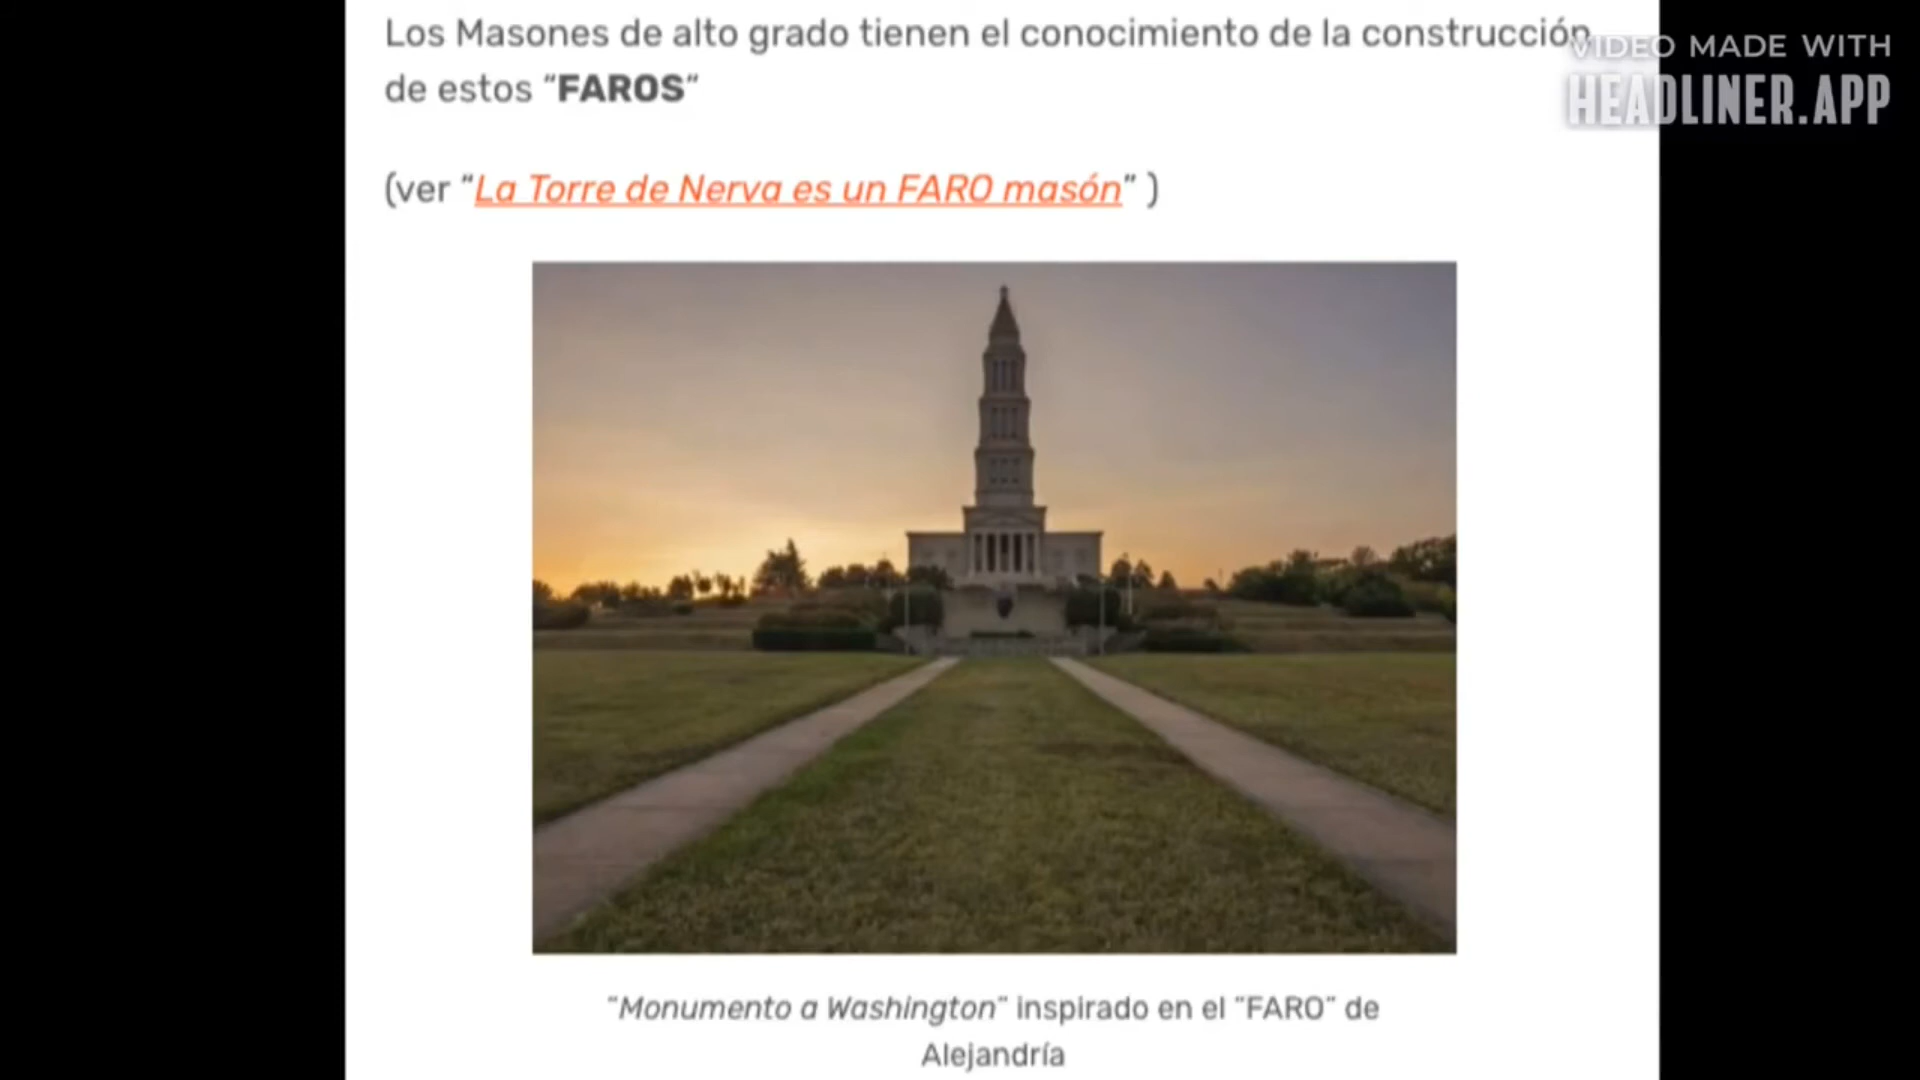 Los Masones de alto grado tienen el conocimiento de la construcción
de estos “FAROS”
VIDEO MADE WITH
HEADLINER.APP
(ver “La Torre de Nerva es un FARO masón” )
“Monumento a Washington” inspirado en el “FARO” de
Alejandría